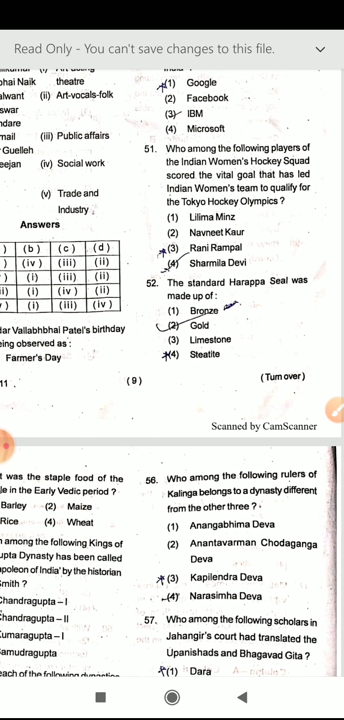 Read Only - You can't save changes to this file.
theatre
bhai Naik
(ii) Art-vocals-folk
alwant
swar
ndare
mail
(iii) Public affairs
Guelleh
eejan
(iv) Social work
(v) Trade and
Industry
Answers
) (b) (c) (d)
) (iv) (iii) (ii)
) (i) (iii) (ii)
ii) (i) (iv) (ii)
) (i) (iii) (iv)
dar Vallabhbhai Patel's birthday
eing observed as :
Farmer's Day
11
(1) Google
(2) Facebook
(3) IBM
(4) Microsoft
51. Who among the following players of
the Indian Women's Hockey Squad
scored the vital goal that has led
Indian Women's team to qualify for
the Tokyo Hockey Olympics ?
(1) Lilima Minz
(2) Navneet Kaur
(3) Rani Rampal
(4) Sharmila Devi
52. The standard Harappa Seal was
made up of :
(1) Bronze
(2) Gold
(3) Limestone
(4) Steatite
(9)
(Turn over)
Scanned by CamScanner
t was the staple food of the
le in the Early Vedic period ?
Barley (2) Maize
Rice (4) Wheat
n among the following Kings of
upta Dynasty has been called
apoleon of India' by the historian
Smith ?
Chandragupta – I
Chandragupta – II
Kumaragupta – I
Samudragupta
each of the following
56. Who among the following rulers of
Kalinga belongs to a dynasty different
from the other three ?
(1) Anangabhima Deva
(2) Anantavarman Chodaganga
Deva
(3) Kapilendra Deva
(4) Narasimha Deva
57. Who among the following scholars in
Jahangir's court had translated the
Upanishads and Bhagavad Gita ?
(1) Dara